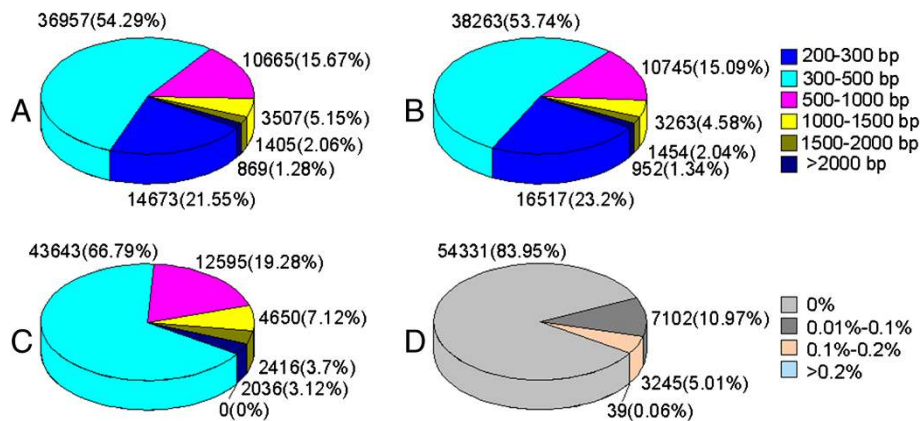 36957(54.29%)
10665(15.67%)
3507(5.15%)
1405(2.06%)
869(1.28%)
14673(21.55%)
A
38263(53.74%)
10745(15.09%)
3263(4.58%)
1454(2.04%)
952(1.34%)
16517(23.2%)
B
200-300 bp
300-500 bp
500-1000 bp
1000-1500 bp
1500-2000 bp
>2000 bp
43643(66.79%)
12595(19.28%)
4650(7.12%)
2416(3.7%)
2036(3.12%)
0(0%)
C
54331(83.95%)
7102(10.97%)
3245(5.01%)
39(0.06%)
D
0%
0.01%-0.1%
0.1%-0.2%
>0.2%